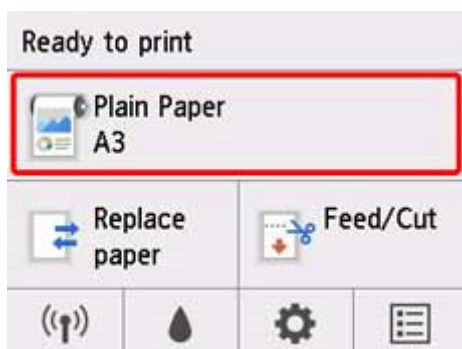 Ready to print
Plain Paper
A3
Replace
paper
Feed/Cut